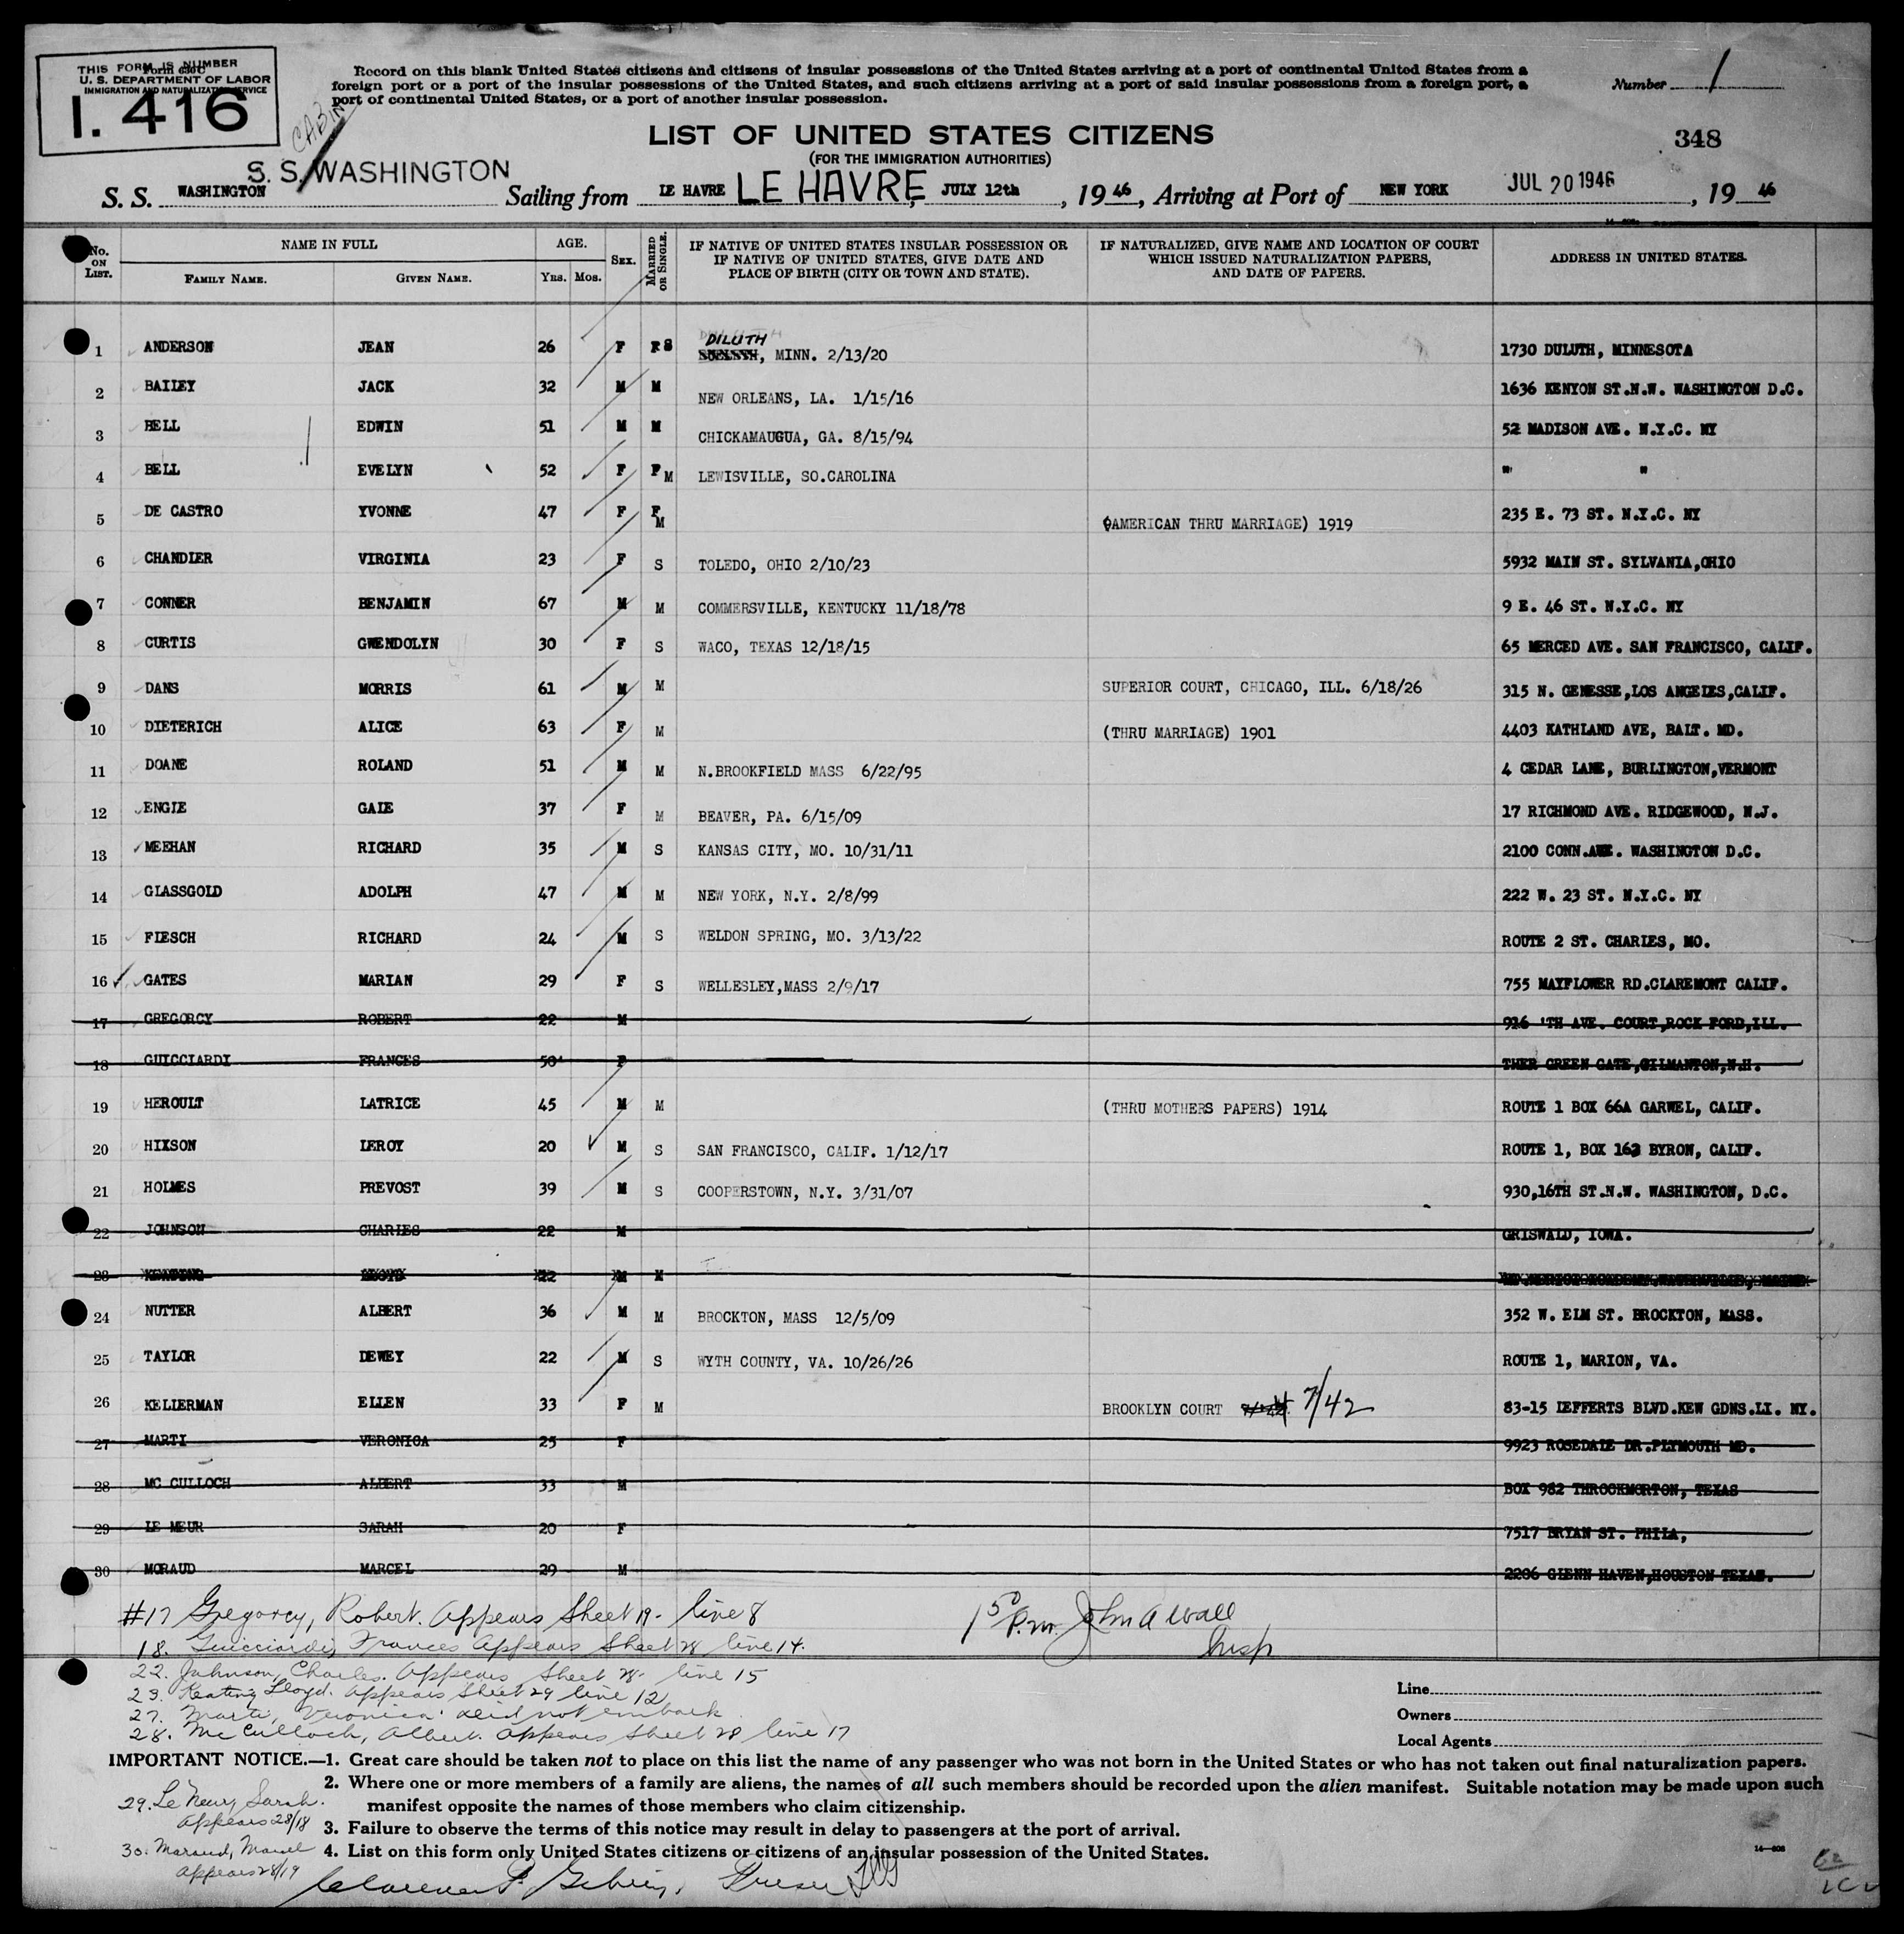 THIS FORM IS NUMBER
Form 630C
U. S. DEPARTMENT OF LABOR
IMMIGRATION AND NATURALIZATION SERVICE
I. 416
CABIN
Record on this blank United States citizens and citizens of insular possessions of the United States arriving at a port of continental United States from a
foreign port or a port of the insular possessions of the United States, and such citizens arriving at a port of said insular possessions from a foreign port, a
port of continental United States, or a port of another insular possession.
Number 1
LIST OF UNITED STATES CITIZENS
348
(FOR THE IMMIGRATION AUTHORITIES)
S. S. WASHINGTON
S. S. WASHINGTON Sailing from LE HAVRE LE HAVRE, JULY 12th, 1946, Arriving at Port of NEW YORK JUL 20 1946, 1946
No. ON LIST. NAME IN FULL FAMILY NAME. GIVEN NAME. AGE. YRS. MOS. SEX. MARRIED OR SINGLE. IF NATIVE OF UNITED STATES INSULAR POSSESSION OR IF NATIVE OF UNITED STATES, GIVE DATE AND PLACE OF BIRTH (CITY OR TOWN AND STATE). IF NATURALIZED, GIVE NAME AND LOCATION OF COURT WHICH ISSUED NATURALIZATION PAPERS, AND DATE OF PAPERS. ADDRESS IN UNITED STATES.
1 ANDERSON JEAN 26 F S DILUTH, MINN. 2/13/20 1730 DULUTH, MINNESOTA
2 BAILEY JACK 32 M M NEW ORLEANS, LA. 1/15/16 1636 KENYON ST.N.W. WASHINGTON D.C.
3 BELL EDWIN 51 M M CHICKAMAUGUA, GA. 8/15/94 52 MADISON AVE. N.Y.C. NY
4 BELL EVELYN 52 F F M LEWISVILLE, SO.CAROLINA " "
5 DE CASTRO YVONNE 47 F F M (AMERICAN THRU MARRIAGE) 1919 235 E. 73 ST. N.Y.C. NY
6 CHANDLER VIRGINIA 23 F S TOLEDO, OHIO 2/10/23 5932 MAIN ST. SYLVANIA,OHIO
7 CONNER BENJAMIN 67 M M COMMERSVILLE, KENTUCKY 11/18/78 9 E. 46 ST. N.Y.C. NY
8 CURTIS GWENDOLYN 30 F S WACO, TEXAS 12/18/15 65 MERCED AVE. SAN FRANCISCO, CALIF.
9 DANS MORRIS 61 M M SUPERIOR COURT, CHICAGO, ILL. 6/18/26 315 N. GENESSE,LOS ANGELES,CALIF.
10 DIETERICH ALICE 63 F M (THRU MARRIAGE) 1901 4403 KATHLAND AVE, BALT. MD.
11 DOANE ROLAND 51 M M N.BROOKFIELD MASS 6/22/95 4 CEDAR LANE, BURLINGTON,VERMONT
12 ENGLE GALE 37 F M BEAVER, PA. 6/15/09 17 RICHMOND AVE. RIDGEWOOD, N.J.
13 MEEHAN RICHARD 35 M S KANSAS CITY, MO. 10/31/11 2100 CONN.AVE. WASHINGTON D.C.
14 GLASSGOLD ADOLPH 47 M M NEW YORK, N.Y. 2/8/99 222 W. 23 ST. N.Y.C. NY
15 FLESCH RICHARD 24 M S WELDON SPRING, MO. 3/13/22 ROUTE 2 ST. CHARLES, MO.
16 GATES MARIAN 29 F S WELLESLEY,MASS 2/9/17 755 MAYFLOWER RD.CLAREMONT CALIF.
17 GREGORCY ROBERT 22 M 916 'TH AVE. COURT,ROCK FORD,ILL.
18 GUICCIARDI FRANCES 50 F THER GREEN GATE,GILMANTON,N.H.
19 HEROULT LATRICE 45 M M (THRU MOTHERS PAPERS) 1914 ROUTE 1 BOX 66A GARWEL, CALIF.
20 HIXSON LEROY 20 M S SAN FRANCISCO, CALIF. 1/12/17 ROUTE 1, BOX 162 BYRON, CALIF.
21 HOLMES PREVOST 39 M S COOPERSTOWN, N.Y. 3/31/07 930,16TH ST.N.W. WASHINGTON, D.C.
22 JOHNSON CHARLES 22 M GRISWALD, IOWA.
23 22 M M
24 NUTTER ALBERT 36 M M BROCKTON, MASS 12/5/09 352 W. ELM ST. BROCKTON, MASS.
25 TAYLOR DEWEY 22 M S WYTH COUNTY, VA. 10/26/26 ROUTE 1, MARION, VA.
26 KELLERMAN ELLEN 33 F M BROOKLYN COURT 7/42 83-15 LEFFERTS BLVD.KEW GDNS.LI. NY.
27 MARTI VERONICA 25 F 9923 ROSEDALE DR.PLYMOUTH MD.
28 MC CULLOCH ALBERT 33 M BOX 982 THROCKMORTON, TEXAS
29 LE MEUR SARAH 20 F 7517 BRYAN ST. PHILA,
30 MORAUD MARCEL 29 M 2206 GLENN HAVEN,HOUSTON TEXAS.
#17 Gregorcy, Robert. Appears Sheet 19- line 8
1 50 P.m. John A Wall
Insp
18. Guicciardi, Frances Appears Sheet 28 line 14.
22. Johnson, Charles. Appears Sheet 28- line 15
23. Keating Lloyd. Appears Sheet 29 line 12
27. Marti, Veronica. did not embark
28. McCulloch, Albert. Appears Sheet 28 line 17
Line
Owners
Local Agents
IMPORTANT NOTICE.—1. Great care should be taken not to place on this list the name of any passenger who was not born in the United States or who has not taken out final naturalization papers.
2. Where one or more members of a family are aliens, the names of all such members should be recorded upon the alien manifest. Suitable notation may be made upon such
manifest opposite the names of those members who claim citizenship.
3. Failure to observe the terms of this notice may result in delay to passengers at the port of arrival.
4. List on this form only United States citizens or citizens of an insular possession of the United States.
29. Le Meur, Sarah.
Appears 28/18
30. Moraud, Marcel
Appears 28/19